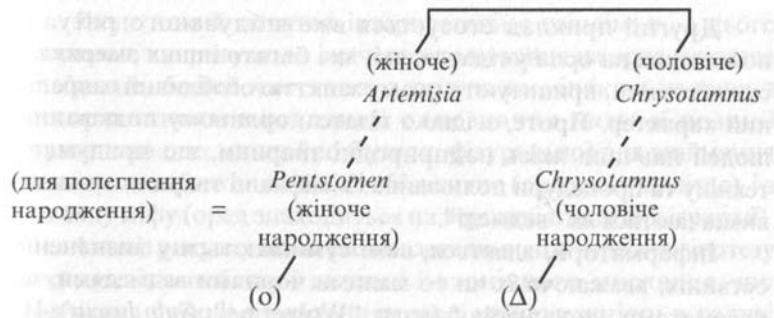 (жіноче) (чоловіче)
Artemisia Chrysotamnus
Pentstomen Chrysotamnus
(для полегшення народження) = (жіноче народження) (чоловіче народження)
(о) (Δ)